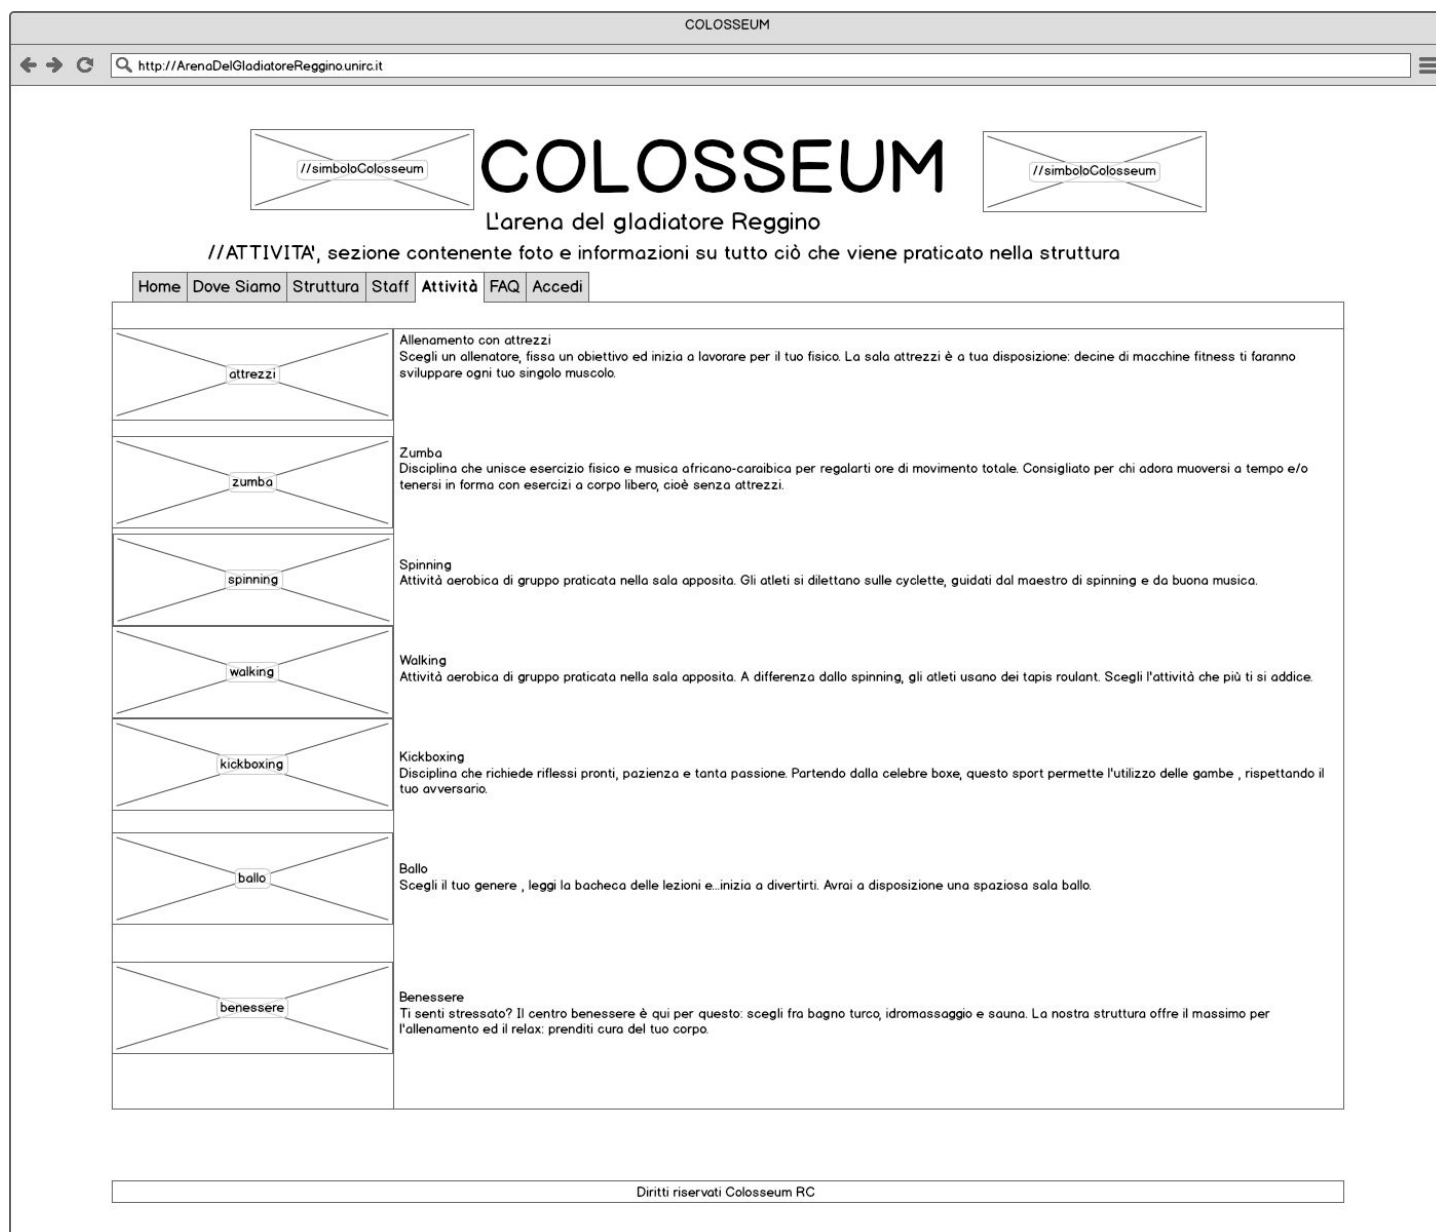 COLOSSEUM
http://ArenaDelGladiatoreReggino.unirc.it
//simboloColosseum
COLOSSEUM
//simboloColosseum
L'arena del gladiatore Reggino
//ATTIVITA', sezione contenente foto e informazioni su tutto ciò che viene praticato nella struttura
Home Dove Siamo Struttura Staff Attività FAQ Accedi
attrezzi
Allenamento con attrezzi
Scegli un allenatore, fissa un obiettivo ed inizia a lavorare per il tuo fisico. La sala attrezzi è a tua disposizione: decine di macchine fitness ti faranno
sviluppare ogni tuo singolo muscolo.
zumba
Zumba
Disciplina che unisce esercizio fisico e musica africano-caraibica per regalarti ore di movimento totale. Consigliato per chi adora muoversi a tempo e/o
tenersi in forma con esercizi a corpo libero, cioè senza attrezzi.
spinning
Spinning
Attività aerobica di gruppo praticata nella sala apposita. Gli atleti si dilettano sulle cyclette, guidati dal maestro di spinning e da buona musica.
walking
Walking
Attività aerobica di gruppo praticata nella sala apposita. A differenza dallo spinning, gli atleti usano dei tapis roulant. Scegli l'attività che più ti si addice.
kickboxing
Kickboxing
Disciplina che richiede riflessi pronti, pazienza e tanta passione. Partendo dalla celebre boxe, questo sport permette l'utilizzo delle gambe , rispettando il
tuo avversario.
ballo
Ballo
Scegli il tuo genere , leggi la bacheca delle lezioni e...inizia a divertirti. Avrai a disposizione una spaziosa sala ballo.
benessere
Benessere
Ti senti stressato? Il centro benessere è qui per questo: scegli fra bagno turco, idromassaggio e sauna. La nostra struttura offre il massimo per
l'allenamento ed il relax: prenditi cura del tuo corpo.
Diritti riservati Colosseum RC